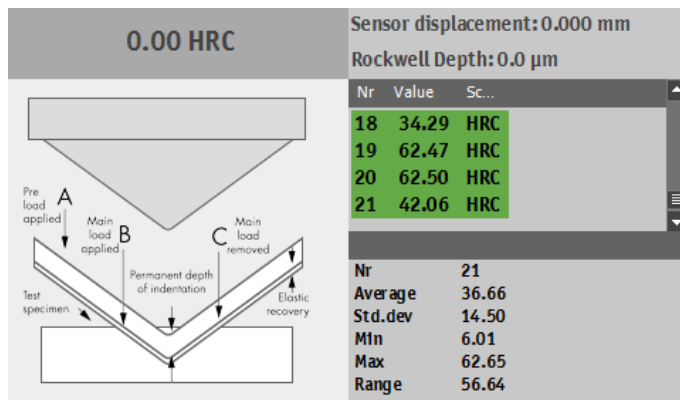 0.00 HRC
Sensor displacement: 0.000 mm
Rockwell Depth: 0.0 µm
Nr Value Sc...
18 34.29 HRC
19 62.47 HRC
20 62.50 HRC
21 42.06 HRC
Pre load applied
A
Main load applied
B
C
Main load removed
Permanent depth of indentation
Test specimen
Elastic recovery
Nr 21
Average 36.66
Std.dev 14.50
Min 6.01
Max 62.65
Range 56.64